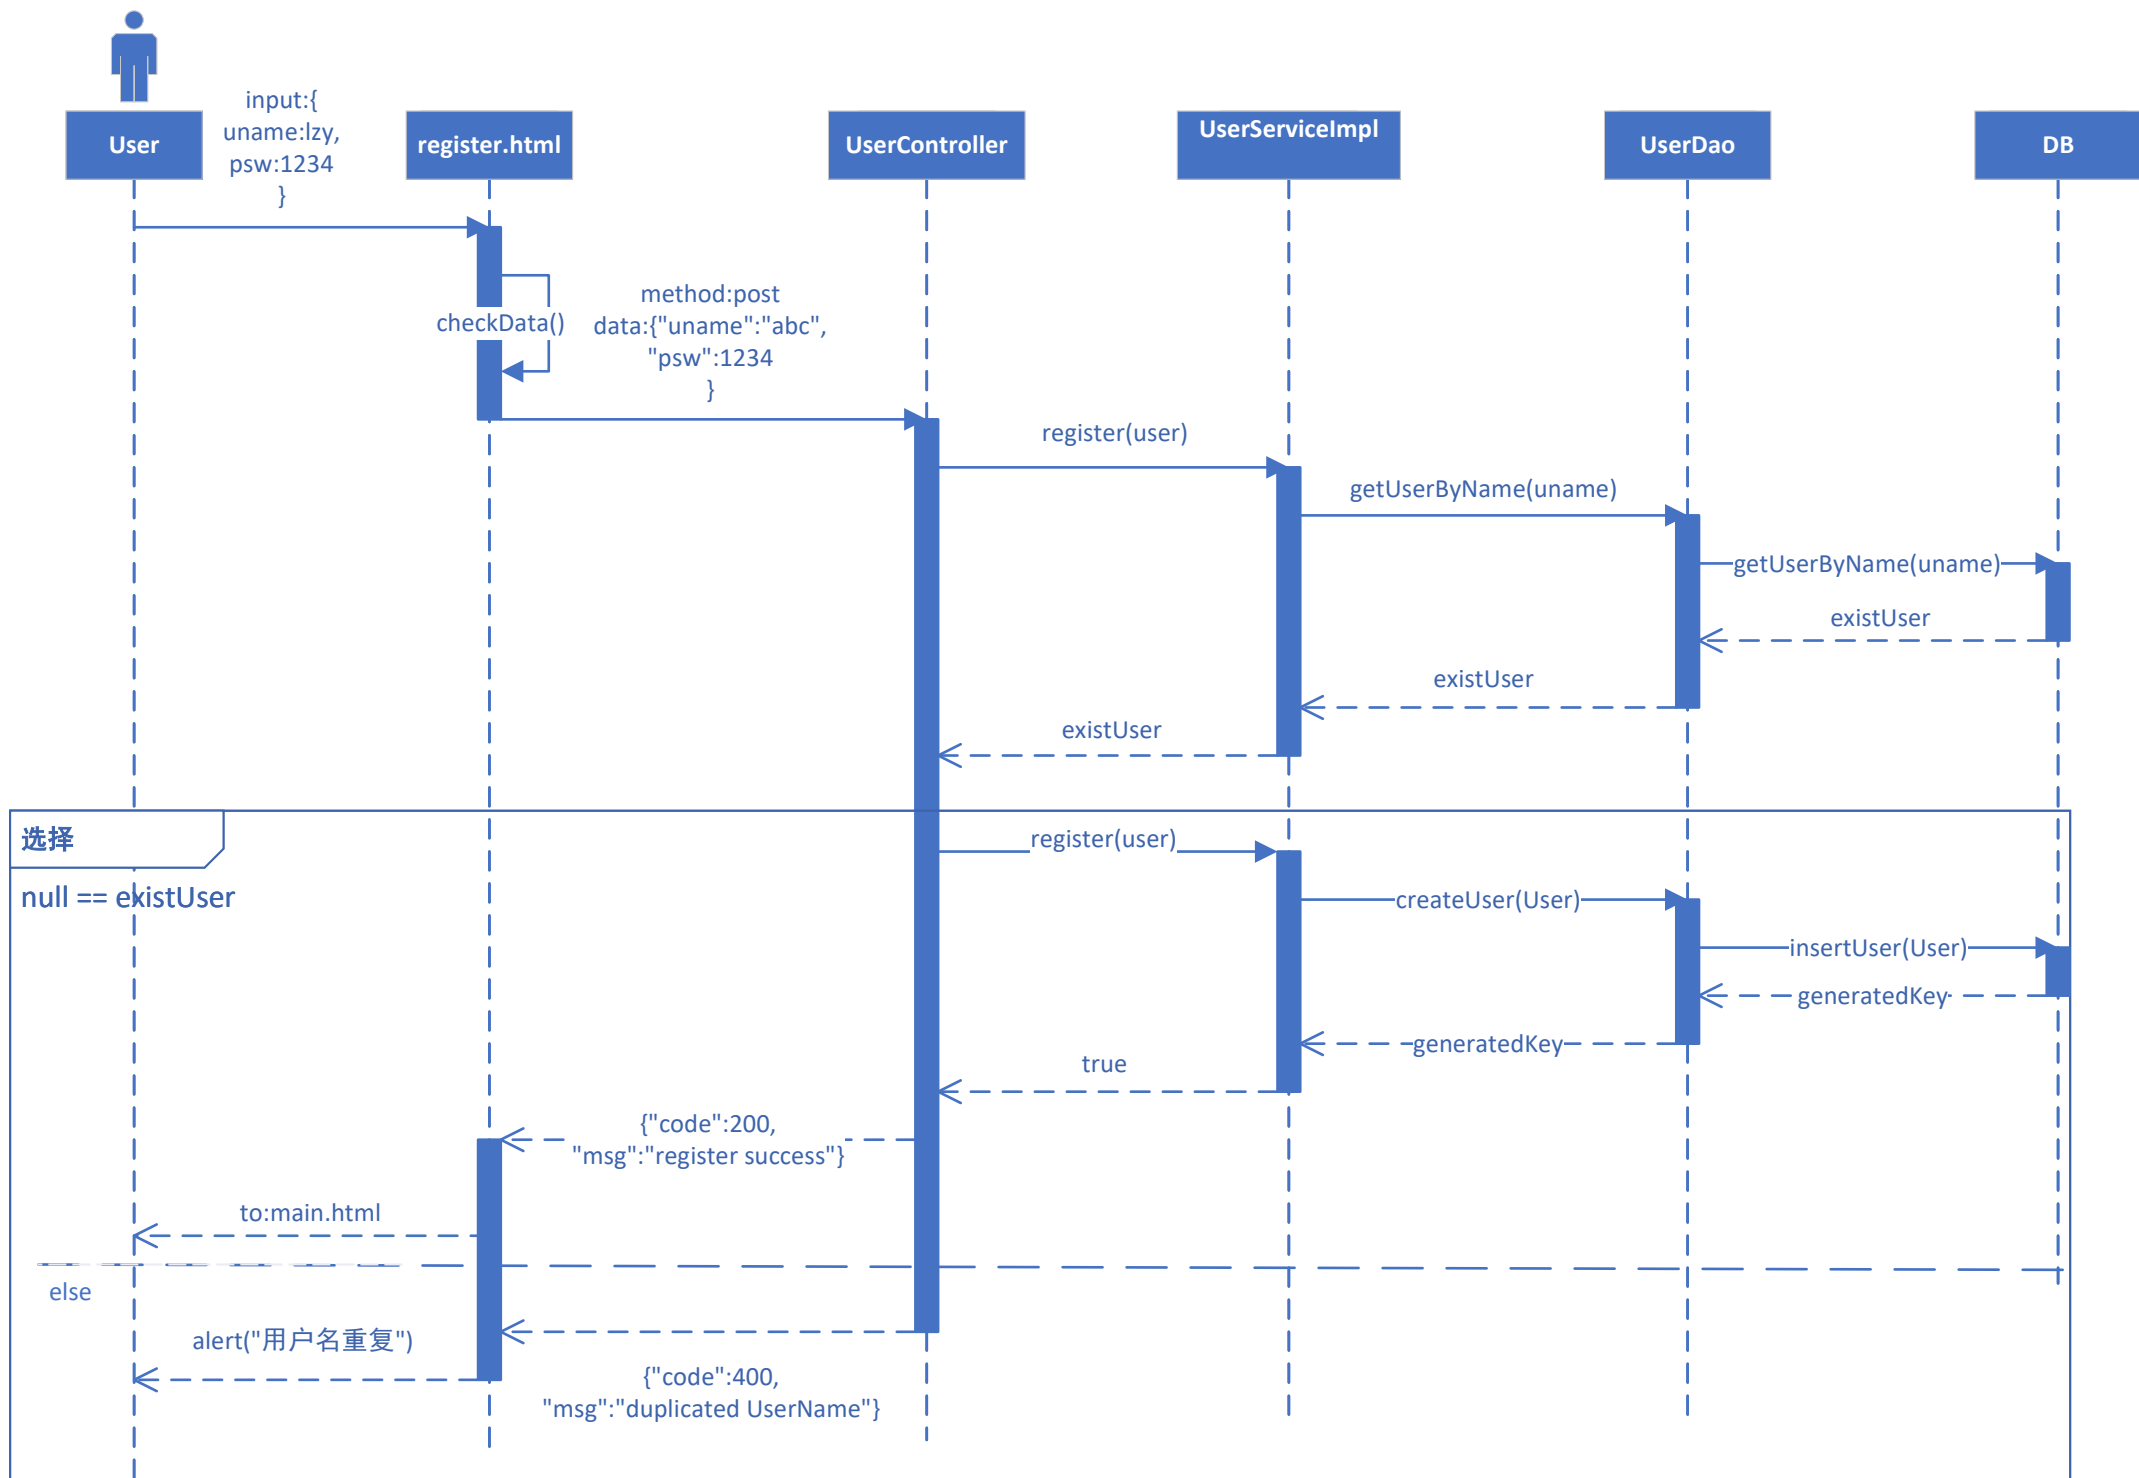 input:{
uname:lzy,
psw:1234
}
User
register.html
UserController
UserServiceImpl
UserDao
DB
checkData()
method:post
data:{"uname":"abc",
"psw":1234
}
register(user)
getUserByName(uname)
getUserByName(uname)
existUser
existUser
existUser
选择
null == existUser
register(user)
createUser(User)
insertUser(User)
generatedKey
generatedKey
true
{"code":200,
"msg":"register success"}
to:main.html
else
alert("用户名重复")
{"code":400,
"msg":"duplicated UserName"}